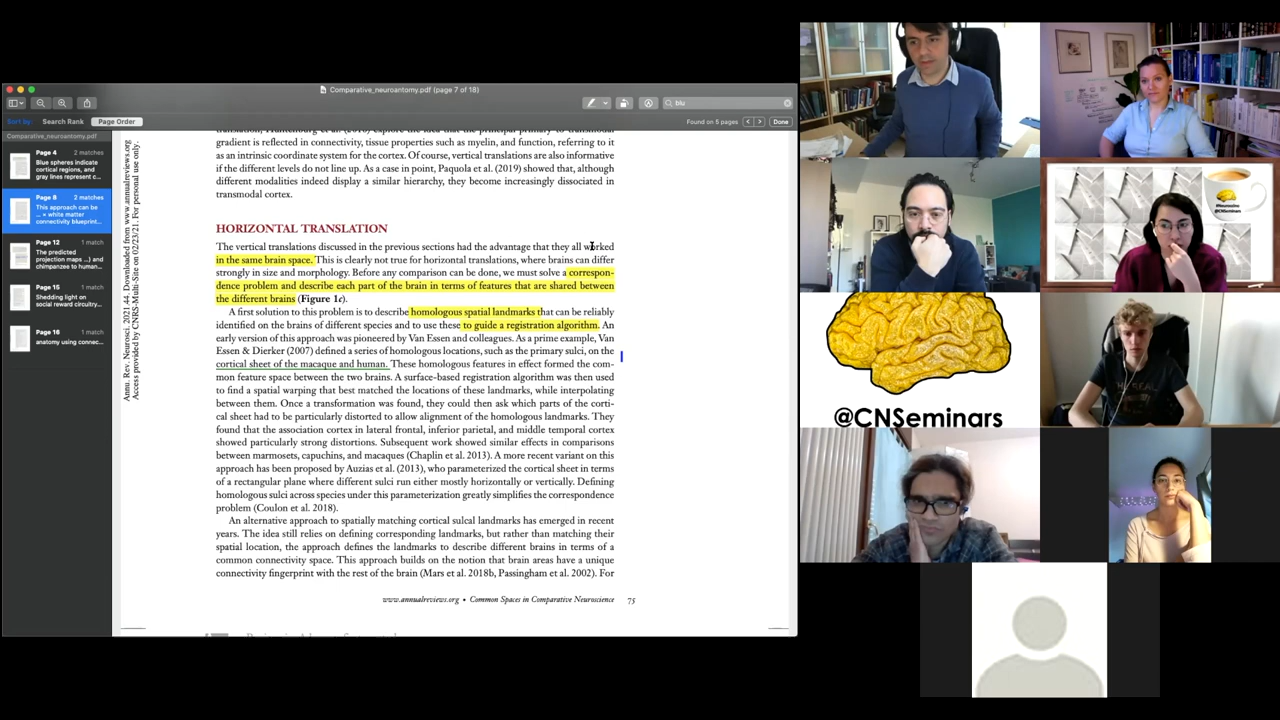 Comparative_neuroantomy.pdf (page 7 of 18)
blu
Sort by: Search Rank Page Order
Found on 5 pages
Done
Comparative_neuroantomy.pdf
Page 4 2 matches
Blue spheres indicate
cortical regions, and
gray lines represent c...
Page 8 2 matches
This approach can be
... = white matter
connectivity blueprint...
Page 12 1 match
The predicted
projection maps ...) and
chimpanzee to human...
Page 15 1 match
Shedding light on
social reward circuitry...
Page 16 1 match
anatomy using connec...
Annu. Rev. Neurosci. 2021.44. Downloaded from www.annualreviews.org
Access provided by CNRS-Multi-Site on 02/23/21. For personal use only.
gradient is reflected in connectivity, tissue properties such as myelin, and function, referring to it
as an intrinsic coordinate system for the cortex. Of course, vertical translations are also informative
if the different levels do not line up. As a case in point, Paquola et al. (2019) showed that, although
different modalities indeed display a similar hierarchy, they become increasingly dissociated in
transmodal cortex.
HORIZONTAL TRANSLATION
The vertical translations discussed in the previous sections had the advantage that they all worked
in the same brain space. This is clearly not true for horizontal translations, where brains can differ
strongly in size and morphology. Before any comparison can be done, we must solve a correspon-
dence problem and describe each part of the brain in terms of features that are shared between
the different brains (Figure 1c).
A first solution to this problem is to describe homologous spatial landmarks that can be reliably
identified on the brains of different species and to use these to guide a registration algorithm. An
early version of this approach was pioneered by Van Essen and colleagues. As a prime example, Van
Essen & Dierker (2007) defined a series of homologous locations, such as the primary sulci, on the
cortical sheet of the macaque and human. These homologous features in effect formed the com-
mon feature space between the two brains. A surface-based registration algorithm was then used
to find a spatial warping that best matched the locations of these landmarks, while interpolating
between them. Once a transformation was found, they could then ask which parts of the corti-
cal sheet had to be particularly distorted to allow alignment of the homologous landmarks. They
found that the association cortex in lateral frontal, inferior parietal, and middle temporal cortex
showed particularly strong distortions. Subsequent work showed similar effects in comparisons
between marmosets, capuchins, and macaques (Chaplin et al. 2013). A more recent variant on this
approach has been proposed by Auzias et al. (2013), who parameterized the cortical sheet in terms
of a rectangular plane where different sulci run either mostly horizontally or vertically. Defining
homologous sulci across species under this parameterization greatly simplifies the correspondence
problem (Coulon et al. 2018).
An alternative approach to spatially matching cortical sulcal landmarks has emerged in recent
years. The idea still relies on defining corresponding landmarks, but rather than matching their
spatial location, the approach defines the landmarks to describe different brains in terms of a
common connectivity space. This approach builds on the notion that brain areas have a unique
connectivity fingerprint with the rest of the brain (Mars et al. 2018b, Passingham et al. 2002). For
www.annualreviews.org • Common Spaces in Comparative Neuroscience 75
@CNSeminars
@CNSeminars